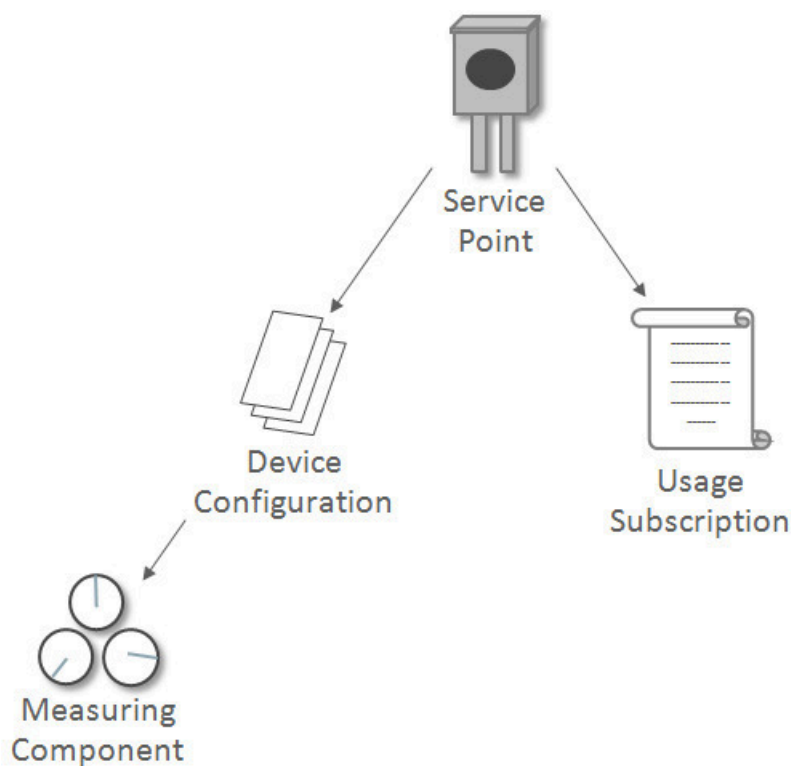 Service
Point
Device
Configuration
Usage
Subscription
Measuring
Component